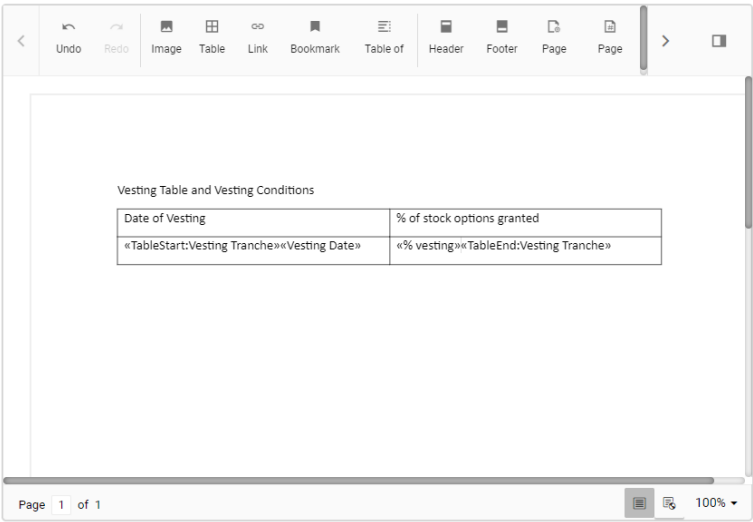 Undo Redo Image Table Link Bookmark Table of Header Footer Page Page
Vesting Table and Vesting Conditions
Date of Vesting % of stock options granted
«TableStart:Vesting Tranche»«Vesting Date» «% vesting»«TableEnd:Vesting Tranche»
Page 1 of 1 100%